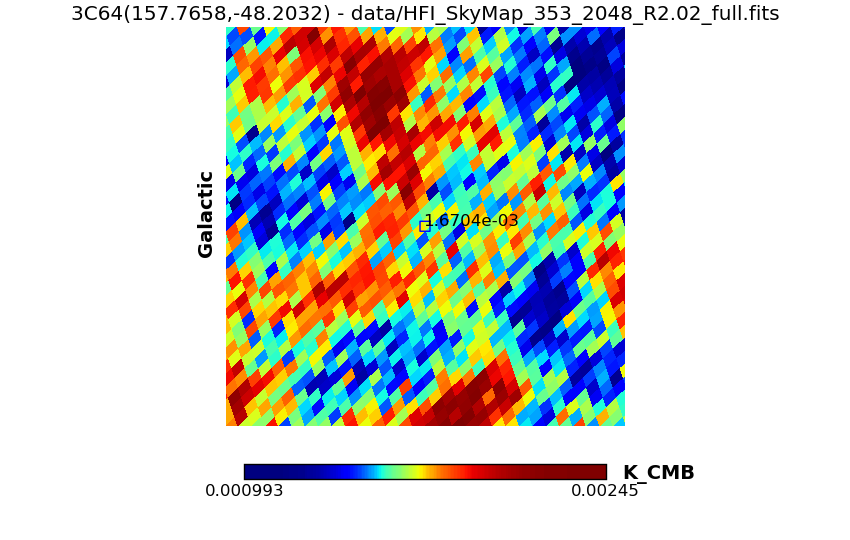 3C64(157.7658,-48.2032) - data/HFI_SkyMap_353_2048_R2.02_full.fits
Galactic
1.6704e-03
K_CMB
0.000993
0.00245